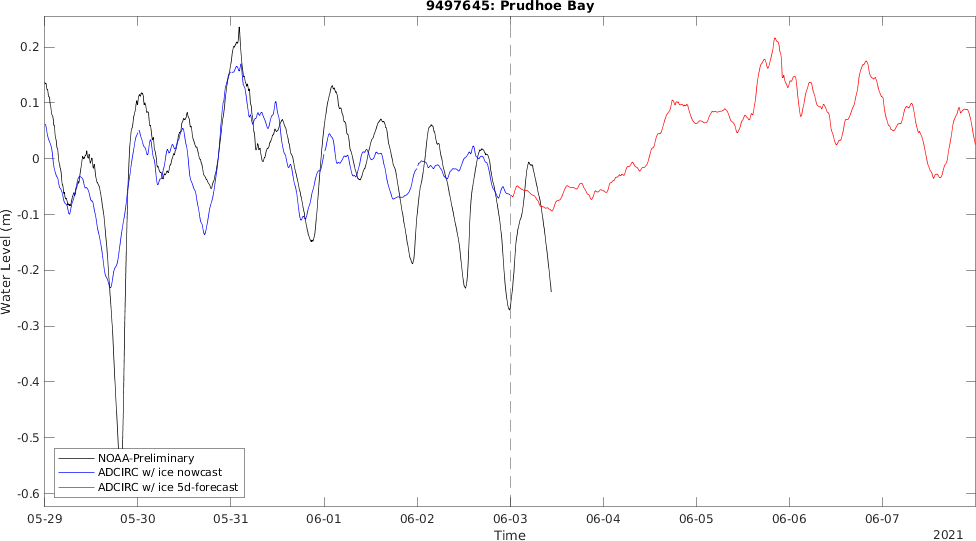 9497645: Prudhoe Bay
Water Level (m)
0.2
0.1
0
-0.1
-0.2
-0.3
-0.4
-0.5
-0.6
NOAA-Preliminary
ADCIRC w/ ice nowcast
ADCIRC w/ ice 5d-forecast
05-29 05-30 05-31 06-01 06-02 06-03 06-04 06-05 06-06 06-07
Time
2021